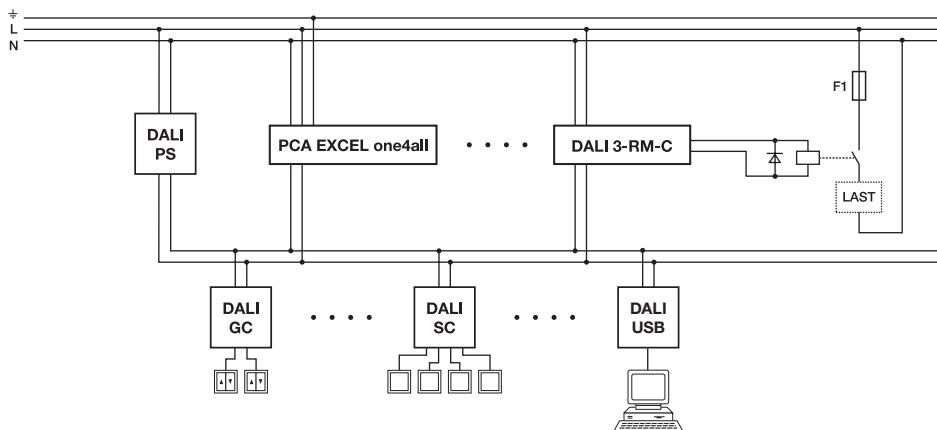 L
N
F1
DALI
PS
PCA EXCEL one4all
DALI 3-RM-C
LAST
DALI
GC
DALI
SC
DALI
USB